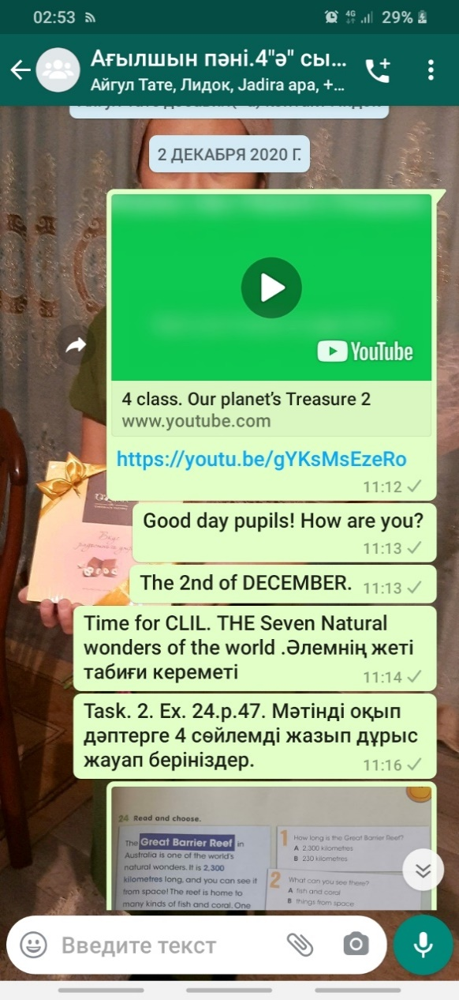 02:53 4G 29%
Ағылшын пәні.4"ә" сы...
Айгул Тате, Лидок, Jadira apa, +...
2 ДЕКАБРЯ 2020 Г.
YouTube
4 class. Our planet’s Treasure 2
www.youtube.com
https://youtu.be/gYKsMsEzeRo
11:12
Good day pupils! How are you?
11:13
The 2nd of DECEMBER. 11:13
Time for CLIL. THE Seven Natural
wonders of the world .Әлемнің жеті
табиғи кереметі 11:14
Task. 2. Ex. 24.p.47. Мәтінді оқып
дәптерге 4 сөйлемді жазып дұрыс
жауап берініздер. 11:16
24 Read and choose.
The Great Barrier Reef in
Australia is one of the world's
natural wonders. It is 2,300
kilometres long, and you can see it
from space! The reef is home to
many kinds of fish and coral. One
1 How long is the Great Barrier Reef?
A 2,300 kilometres
B 230 kilometres
2 What can you see there?
A fish and coral
B things from space
Введите текст